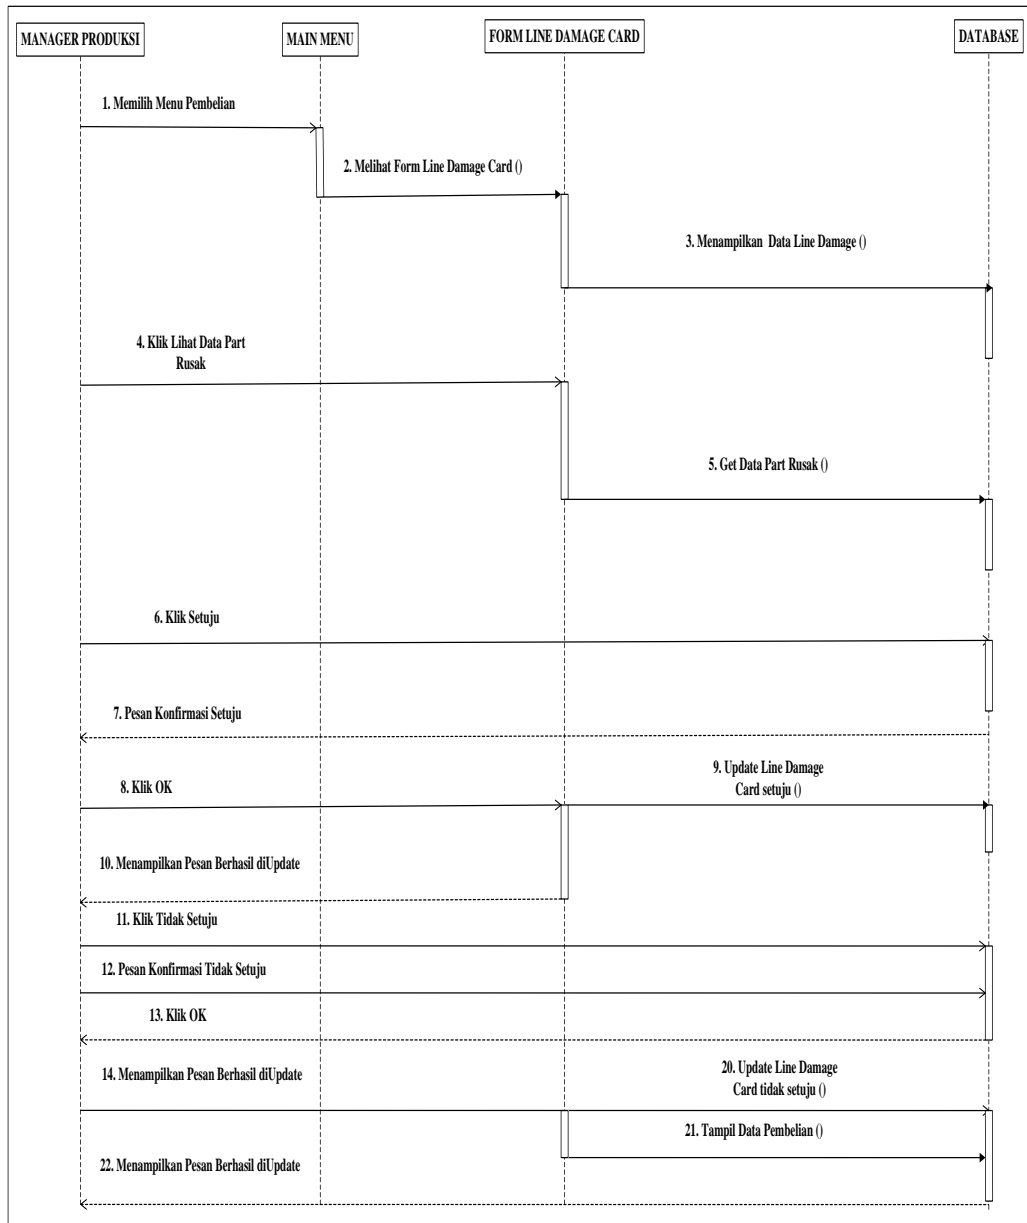 MANAGER PRODUKSI
MAIN MENU
FORM LINE DAMAGE CARD
DATABASE
1. Memilih Menu Pembelian
2. Melihat Form Line Damage Card ()
3. Menampilkan Data Line Damage ()
4. Klik Lihat Data Part
Rusak
5. Get Data Part Rusak ()
6. Klik Setuju
7. Pesan Konfirmasi Setuju
8. Klik OK
9. Update Line Damage
Card setuju ()
10. Menampilkan Pesan Berhasil diUpdate
11. Klik Tidak Setuju
12. Pesan Konfirmasi Tidak Setuju
13. Klik OK
14. Menampilkan Pesan Berhasil diUpdate
20. Update Line Damage
Card tidak setuju ()
21. Tampil Data Pembelian ()
22. Menampilkan Pesan Berhasil diUpdate